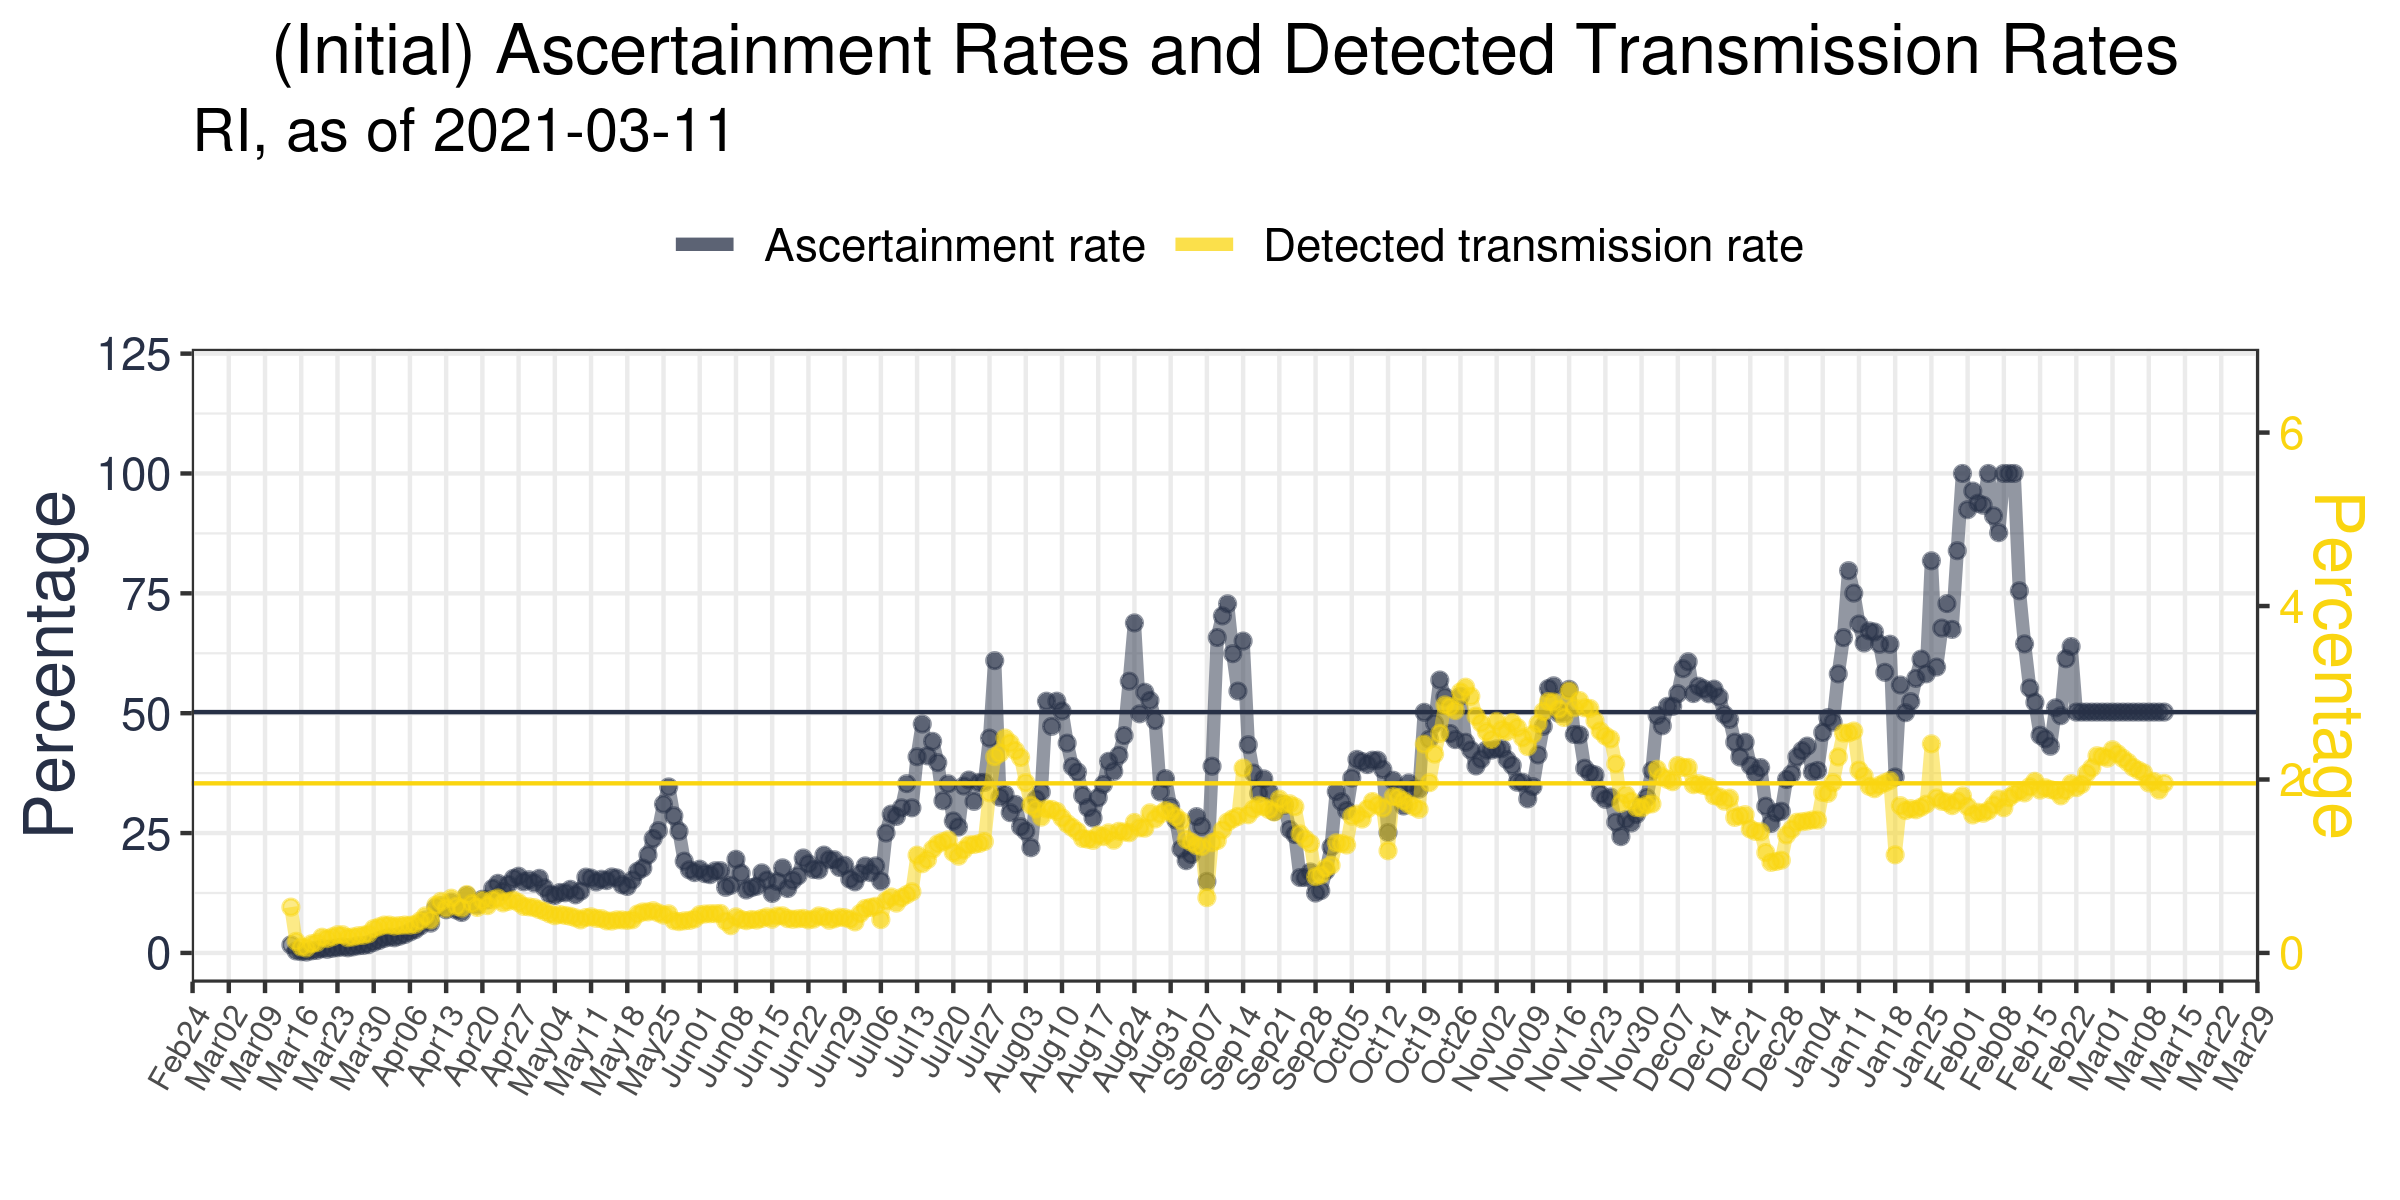 (Initial) Ascertainment Rates and Detected Transmission Rates
RI, as of 2021-03-11
Ascertainment rate
Detected transmission rate
Percentage
125
100
75
50
25
0
Percentage
6
4
2
0
Feb24
Mar02
Mar09
Mar16
Mar23
Mar30
Apr06
Apr13
Apr20
Apr27
May04
May11
May18
May25
Jun01
Jun08
Jun15
Jun22
Jun29
Jul06
Jul13
Jul20
Jul27
Aug03
Aug10
Aug17
Aug24
Aug31
Sep07
Sep14
Sep21
Sep28
Oct05
Oct12
Oct19
Oct26
Nov02
Nov09
Nov16
Nov23
Nov30
Dec07
Dec14
Dec21
Dec28
Jan04
Jan11
Jan18
Jan25
Feb01
Feb08
Feb15
Feb22
Mar01
Mar08
Mar15
Mar22
Mar29